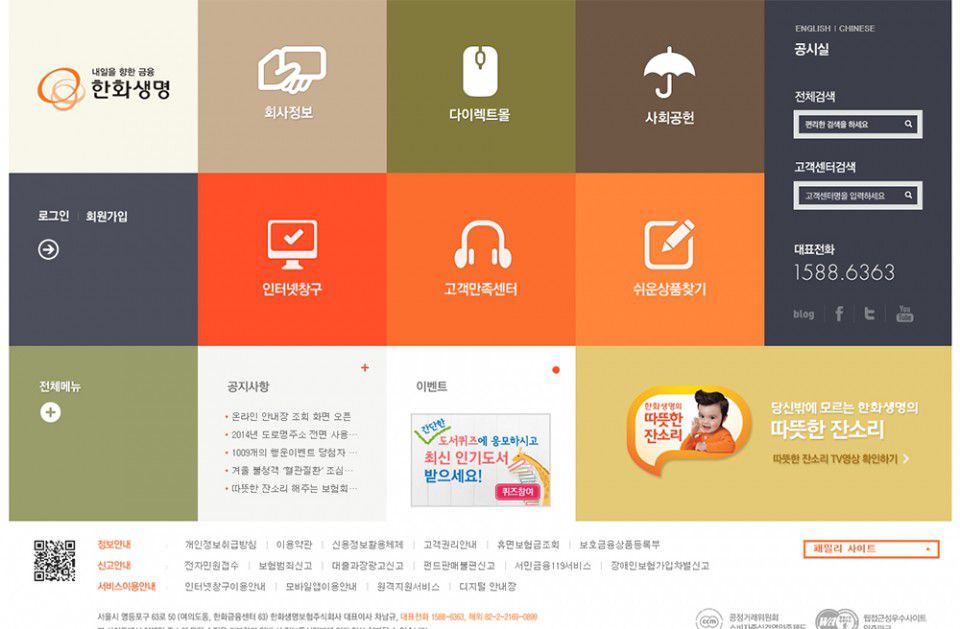 내일을 향한 금융
한화생명
회사정보
다이렉트몰
사회공헌
ENGLISH | CHINESE
공시실
전체검색
편리한 검색을 하세요
고객센터검색
고객센터명을 입력하세요
대표전화
1588.6363
blog
You Tube
로그인 | 회원가입
인터넷창구
고객만족센터
쉬운상품찾기
전체메뉴
공지사항
온라인 안내장 조회 화면 오픈
2014년 도로명주소 전면 사용…
1009개의 행운이벤트 당첨자 …
겨울 불청객 '혈관질환' 조심…
따뜻한 잔소리 해주는 보험회…
이벤트
간단한
도서퀴즈에 응모하시고
최신 인기도서
받으세요!
퀴즈참여
한화생명의
따뜻한
잔소리
당신밖에 모르는 한화생명의
따뜻한 잔소리
따뜻한 잔소리 TV영상 확인하기
정보안내 개인정보취급방침 | 이용약관 | 신용정보활용체제 | 고객권리안내 | 휴면보험금조회 | 보호금융상품등록부
신고안내 전자민원접수 | 보험범죄신고 | 대출과장광고신고 | 펀드판매불편신고 | 서민금융119서비스 | 장애인보험가입차별신고
서비스이용안내 인터넷창구이용안내 | 모바일앱이용안내 | 원격지원서비스 | 디지털 안내장
패밀리 사이트
서울시 영등포구 63로 50 (여의도동, 한화금융센터 63) 한화생명보험주식회사 대표이사 차남규, 대표전화 1588-6363, 해외 82-2-2169-0890
ccm
공정거래위원회
웹접근성우수사이트